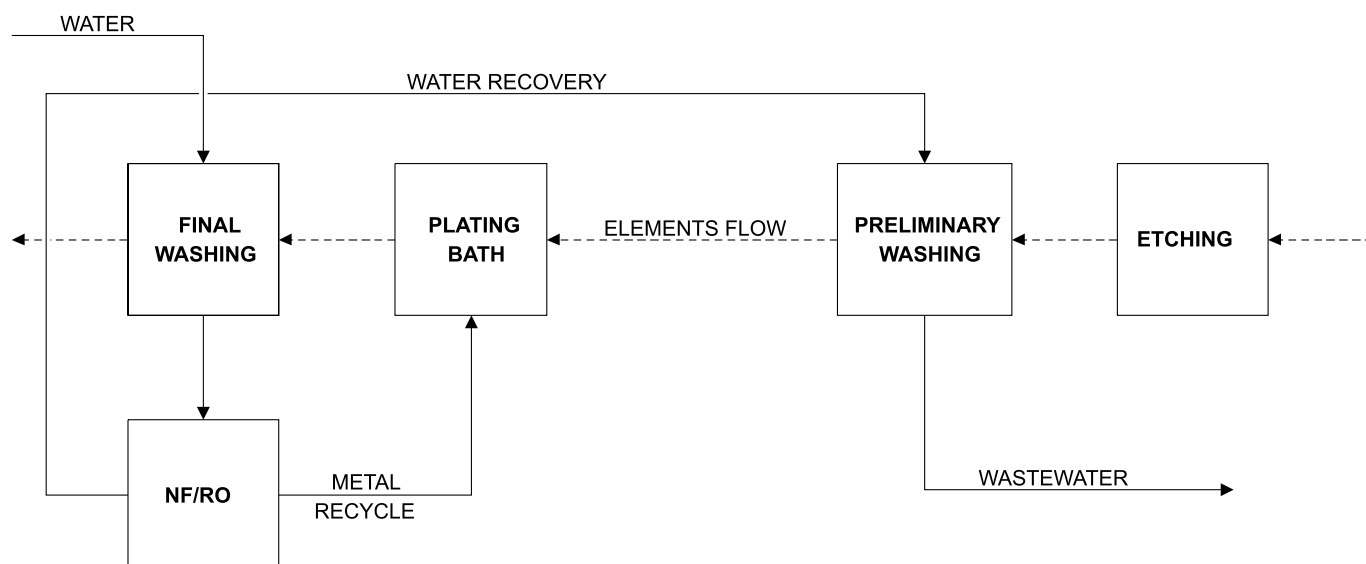 WATER
WATER RECOVERY
FINAL
WASHING
PLATING
BATH
ELEMENTS FLOW
PRELIMINARY
WASHING
ETCHING
NF/RO
METAL
RECYCLE
WASTEWATER